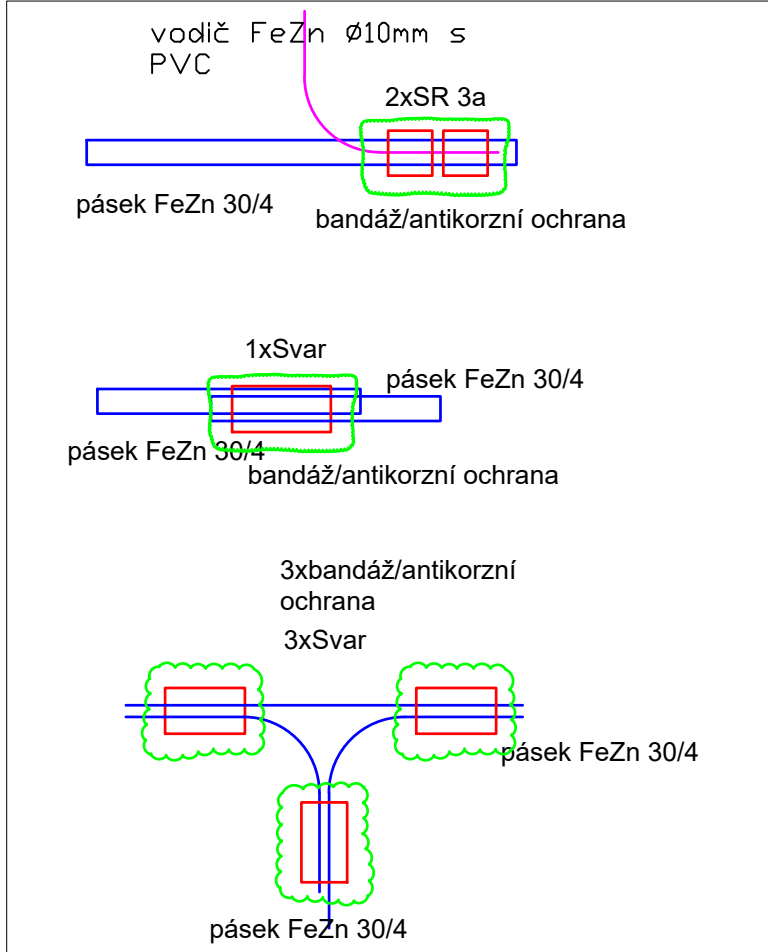 vodič FeZn Ø10mm s
PVC
2xSR 3a
pásek FeZn 30/4
bandáž/antikorzní ochrana
1xSvar
pásek FeZn 30/4
pásek FeZn 30/4
bandáž/antikorzní ochrana
3xbandáž/antikorzní
ochrana
3xSvar
pásek FeZn 30/4
pásek FeZn 30/4